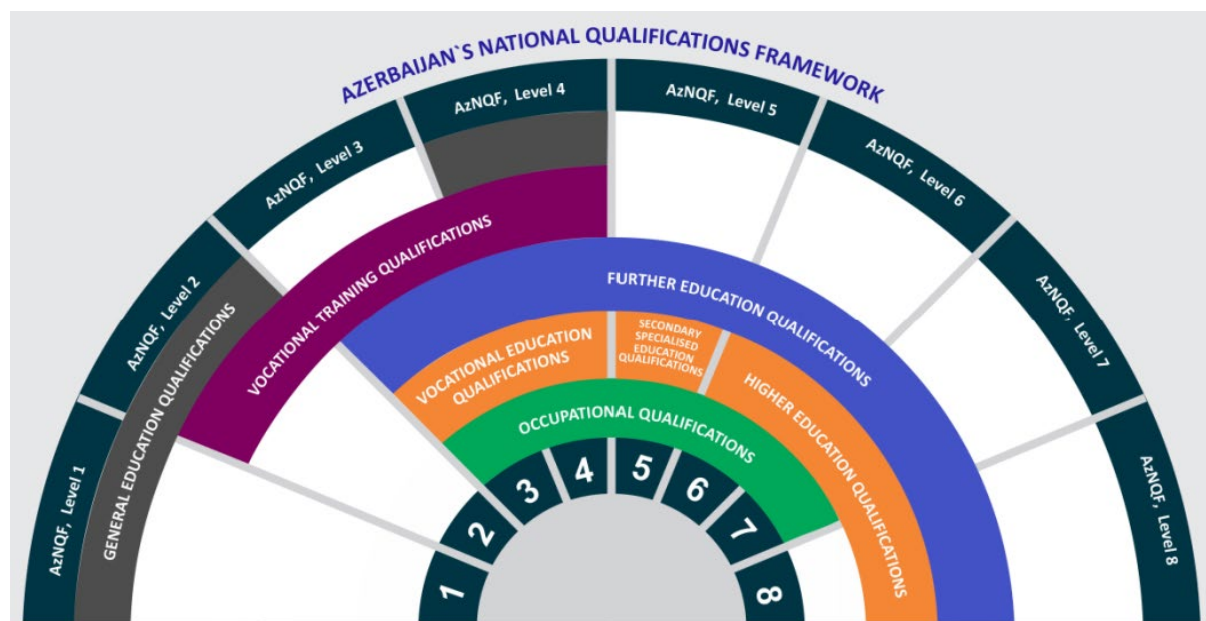 AZERBAIJAN`S NATIONAL QUALIFICATIONS FRAMEWORK
AzNQF, Level 1
AzNQF, Level 2
AzNQF, Level 3
AzNQF, Level 4
AzNQF, Level 5
AzNQF, Level 6
AzNQF, Level 7
AzNQF, Level 8
GENERAL EDUCATION QUALIFICATIONS
VOCATIONAL TRAINING QUALIFICATIONS
FURTHER EDUCATION QUALIFICATIONS
VOCATIONAL EDUCATION
QUALIFICATIONS
SECONDARY
SPECIALISED
EDUCATION
QUALIFICATIONS
HIGHER EDUCATION QUALIFICATIONS
OCCUPATIONAL QUALIFICATIONS
1
2
3
4
5
6
7
8